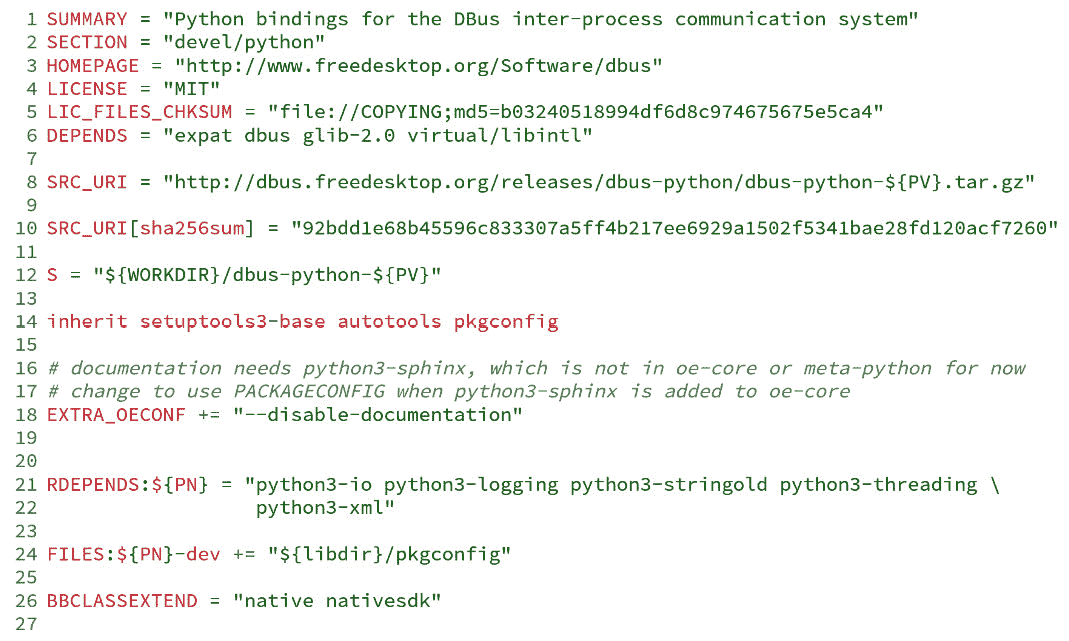 1 SUMMARY = "Python bindings for the DBus inter-process communication system"
2 SECTION = "devel/python"
3 HOMEPAGE = "http://www.freedesktop.org/Software/dbus"
4 LICENSE = "MIT"
5 LIC_FILES_CHKSUM = "file://COPYING;md5=b03240518994df6d8c974675675e5ca4"
6 DEPENDS = "expat dbus glib-2.0 virtual/libintl"
7
8 SRC_URI = "http://dbus.freedesktop.org/releases/dbus-python/dbus-python-${PV}.tar.gz"
9
10 SRC_URI[sha256sum] = "92bdd1e68b45596c833307a5ff4b217ee6929a1502f5341bae28fd120acf7260"
11
12 S = "${WORKDIR}/dbus-python-${PV}"
13
14 inherit setuptools3-base autotools pkgconfig
15
16 # documentation needs python3-sphinx, which is not in oe-core or meta-python for now
17 # change to use PACKAGECONFIG when python3-sphinx is added to oe-core
18 EXTRA_OECONF += "--disable-documentation"
19
20
21 RDEPENDS:${PN} = "python3-io python3-logging python3-stringold python3-threading \
22                   python3-xml"
23
24 FILES:${PN}-dev += "${libdir}/pkgconfig"
25
26 BBCLASSEXTEND = "native nativesdk"
27